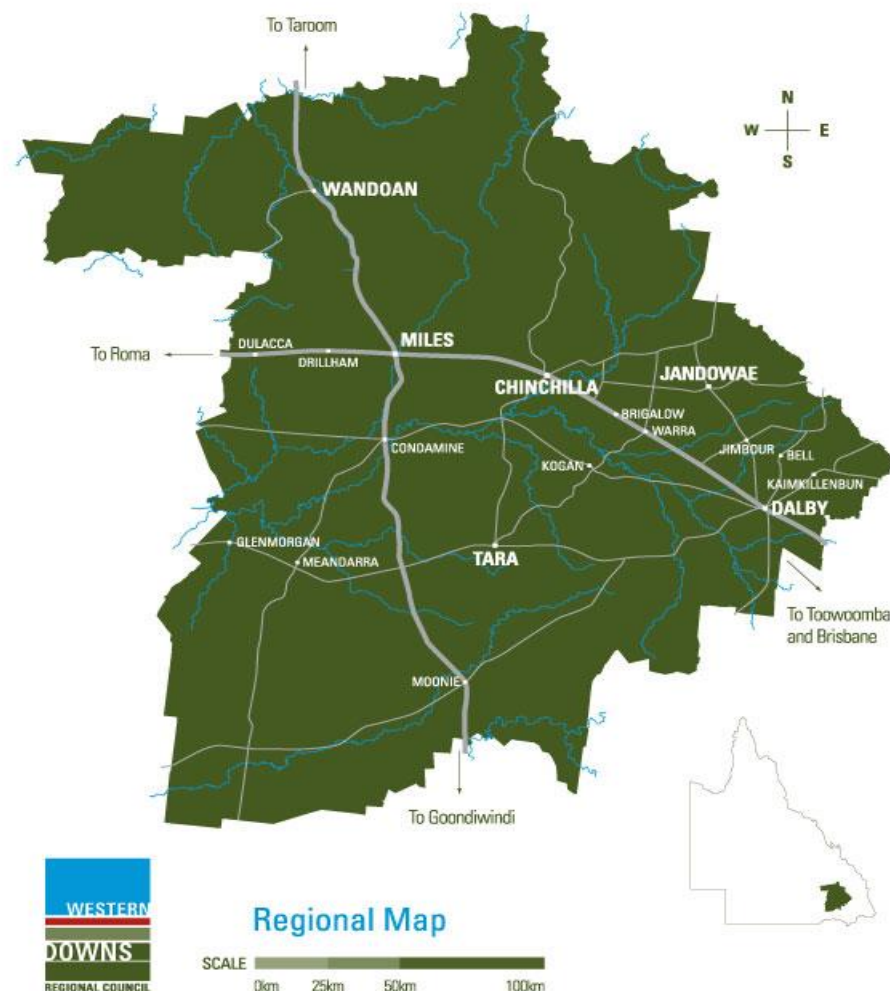 To Taroom
N
W E
S
WANDOAN
DULACCA
MILES
To Roma
DRILLHAM
CHINCHILLA
JANDOWAE
BRIGALOW
WARRA
CONDAMINE
JIMBOUR
BELL
KOGAN
KAIMKILLENBUN
DALBY
GLENMORGAN
MEANDARRA
TARA
To Toowoomba
and Brisbane
MOONIE
To Goondiwindi
WESTERN
DOWNS
REGIONAL COUNCIL
Regional Map
SCALE
0km 25km 50km 100km